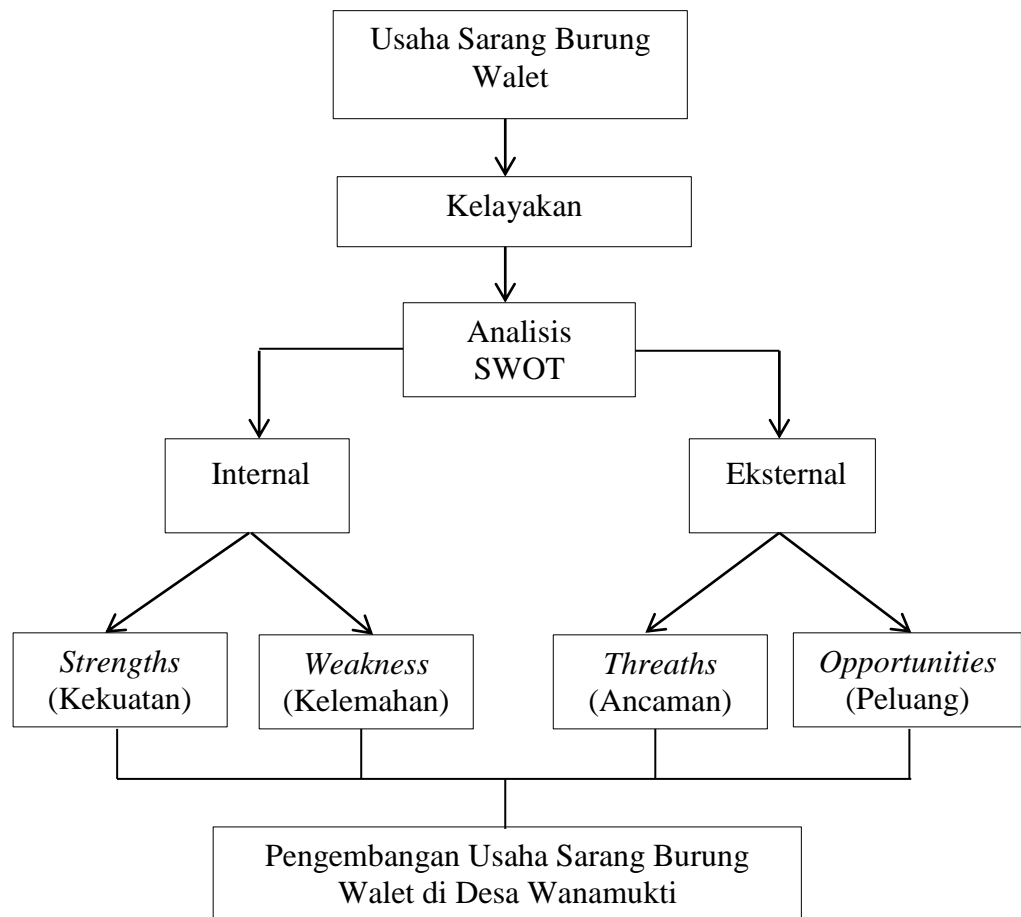 Usaha Sarang Burung
Walet
Kelayakan
Analisis
SWOT
Internal
Eksternal
Strengths
(Kekuatan)
Weakness
(Kelemahan)
Threaths
(Ancaman)
Opportunities
(Peluang)
Pengembangan Usaha Sarang Burung
Walet di Desa Wanamukti